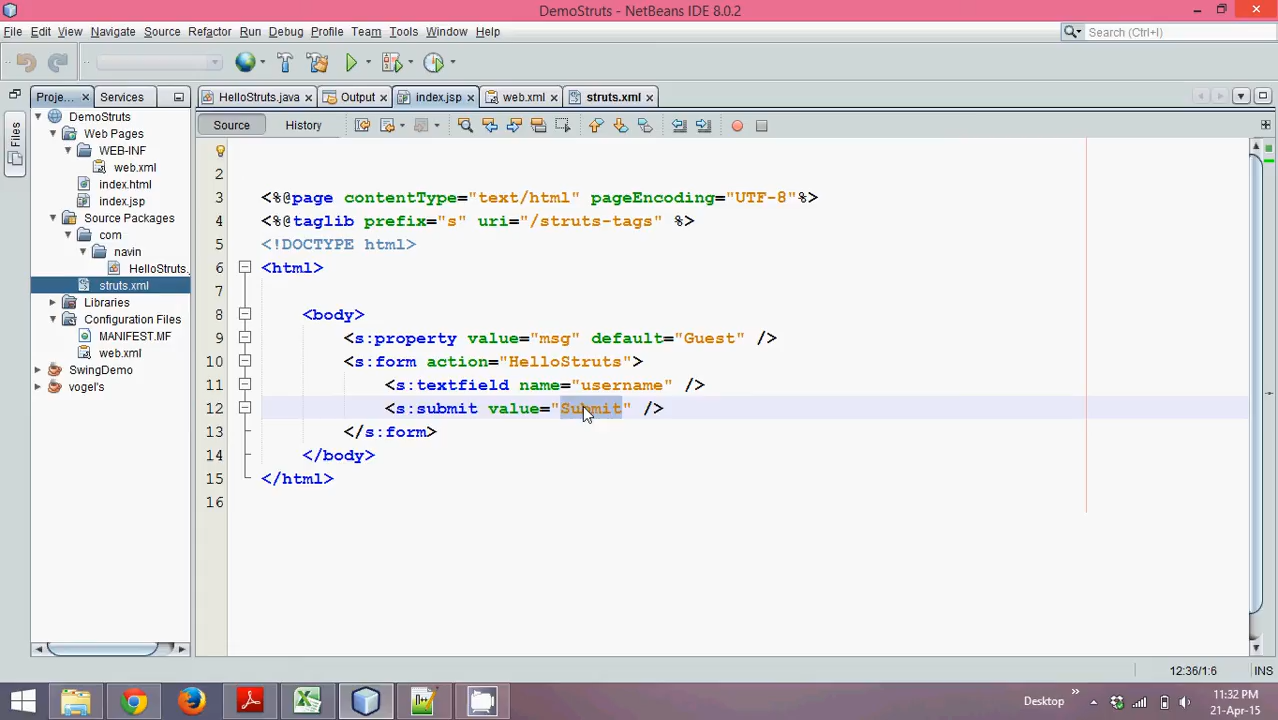 DemoStruts - NetBeans IDE 8.0.2
File Edit View Navigate Source Refactor Run Debug Profile Team Tools Window Help
Search (Ctrl+I)
Proje... Services
HelloStruts.java Output index.jsp web.xml struts.xml
Files
Source History
DemoStruts
Web Pages
WEB-INF
web.xml
index.html
index.jsp
Source Packages
com
navin
HelloStruts.
struts.xml
Libraries
Configuration Files
MANIFEST.MF
web.xml
SwingDemo
vogel's
2
3 <%@page contentType="text/html" pageEncoding="UTF-8"%>
4 <%@taglib prefix="s" uri="/struts-tags" %>
5 <!DOCTYPE html>
6 <html>
7
8 <body>
9 <s:property value="msg" default="Guest" />
10 <s:form action="HelloStruts">
11 <s:textfield name="username" />
12 <s:submit value="Submit" />
13 </s:form>
14 </body>
15 </html>
16
12:36/1:6 INS
Desktop
11:32 PM
21-Apr-15